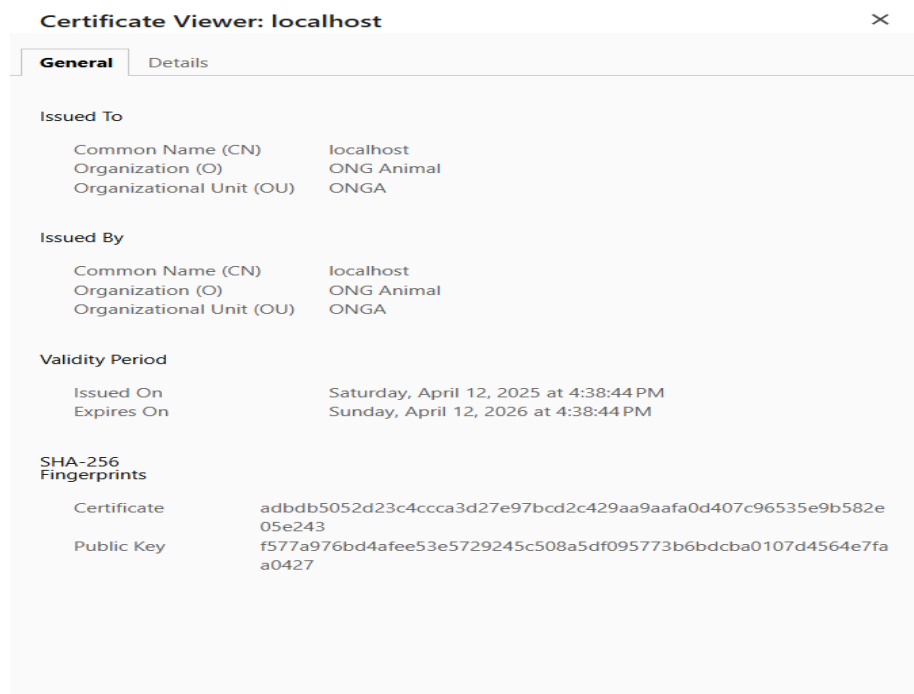 Certificate Viewer: localhost
General Details
Issued To
Common Name (CN) localhost
Organization (O) ONG Animal
Organizational Unit (OU) ONGA
Issued By
Common Name (CN) localhost
Organization (O) ONG Animal
Organizational Unit (OU) ONGA
Validity Period
Issued On Saturday, April 12, 2025 at 4:38:44 PM
Expires On Sunday, April 12, 2026 at 4:38:44 PM
SHA-256
Fingerprints
Certificate adbdb5052d23c4ccca3d27e97bcd2c429aa9aafa0d407c96535e9b582e
05e243
Public Key f577a976bd4afee53e5729245c508a5df095773b6bdcba0107d4564e7fa
a0427